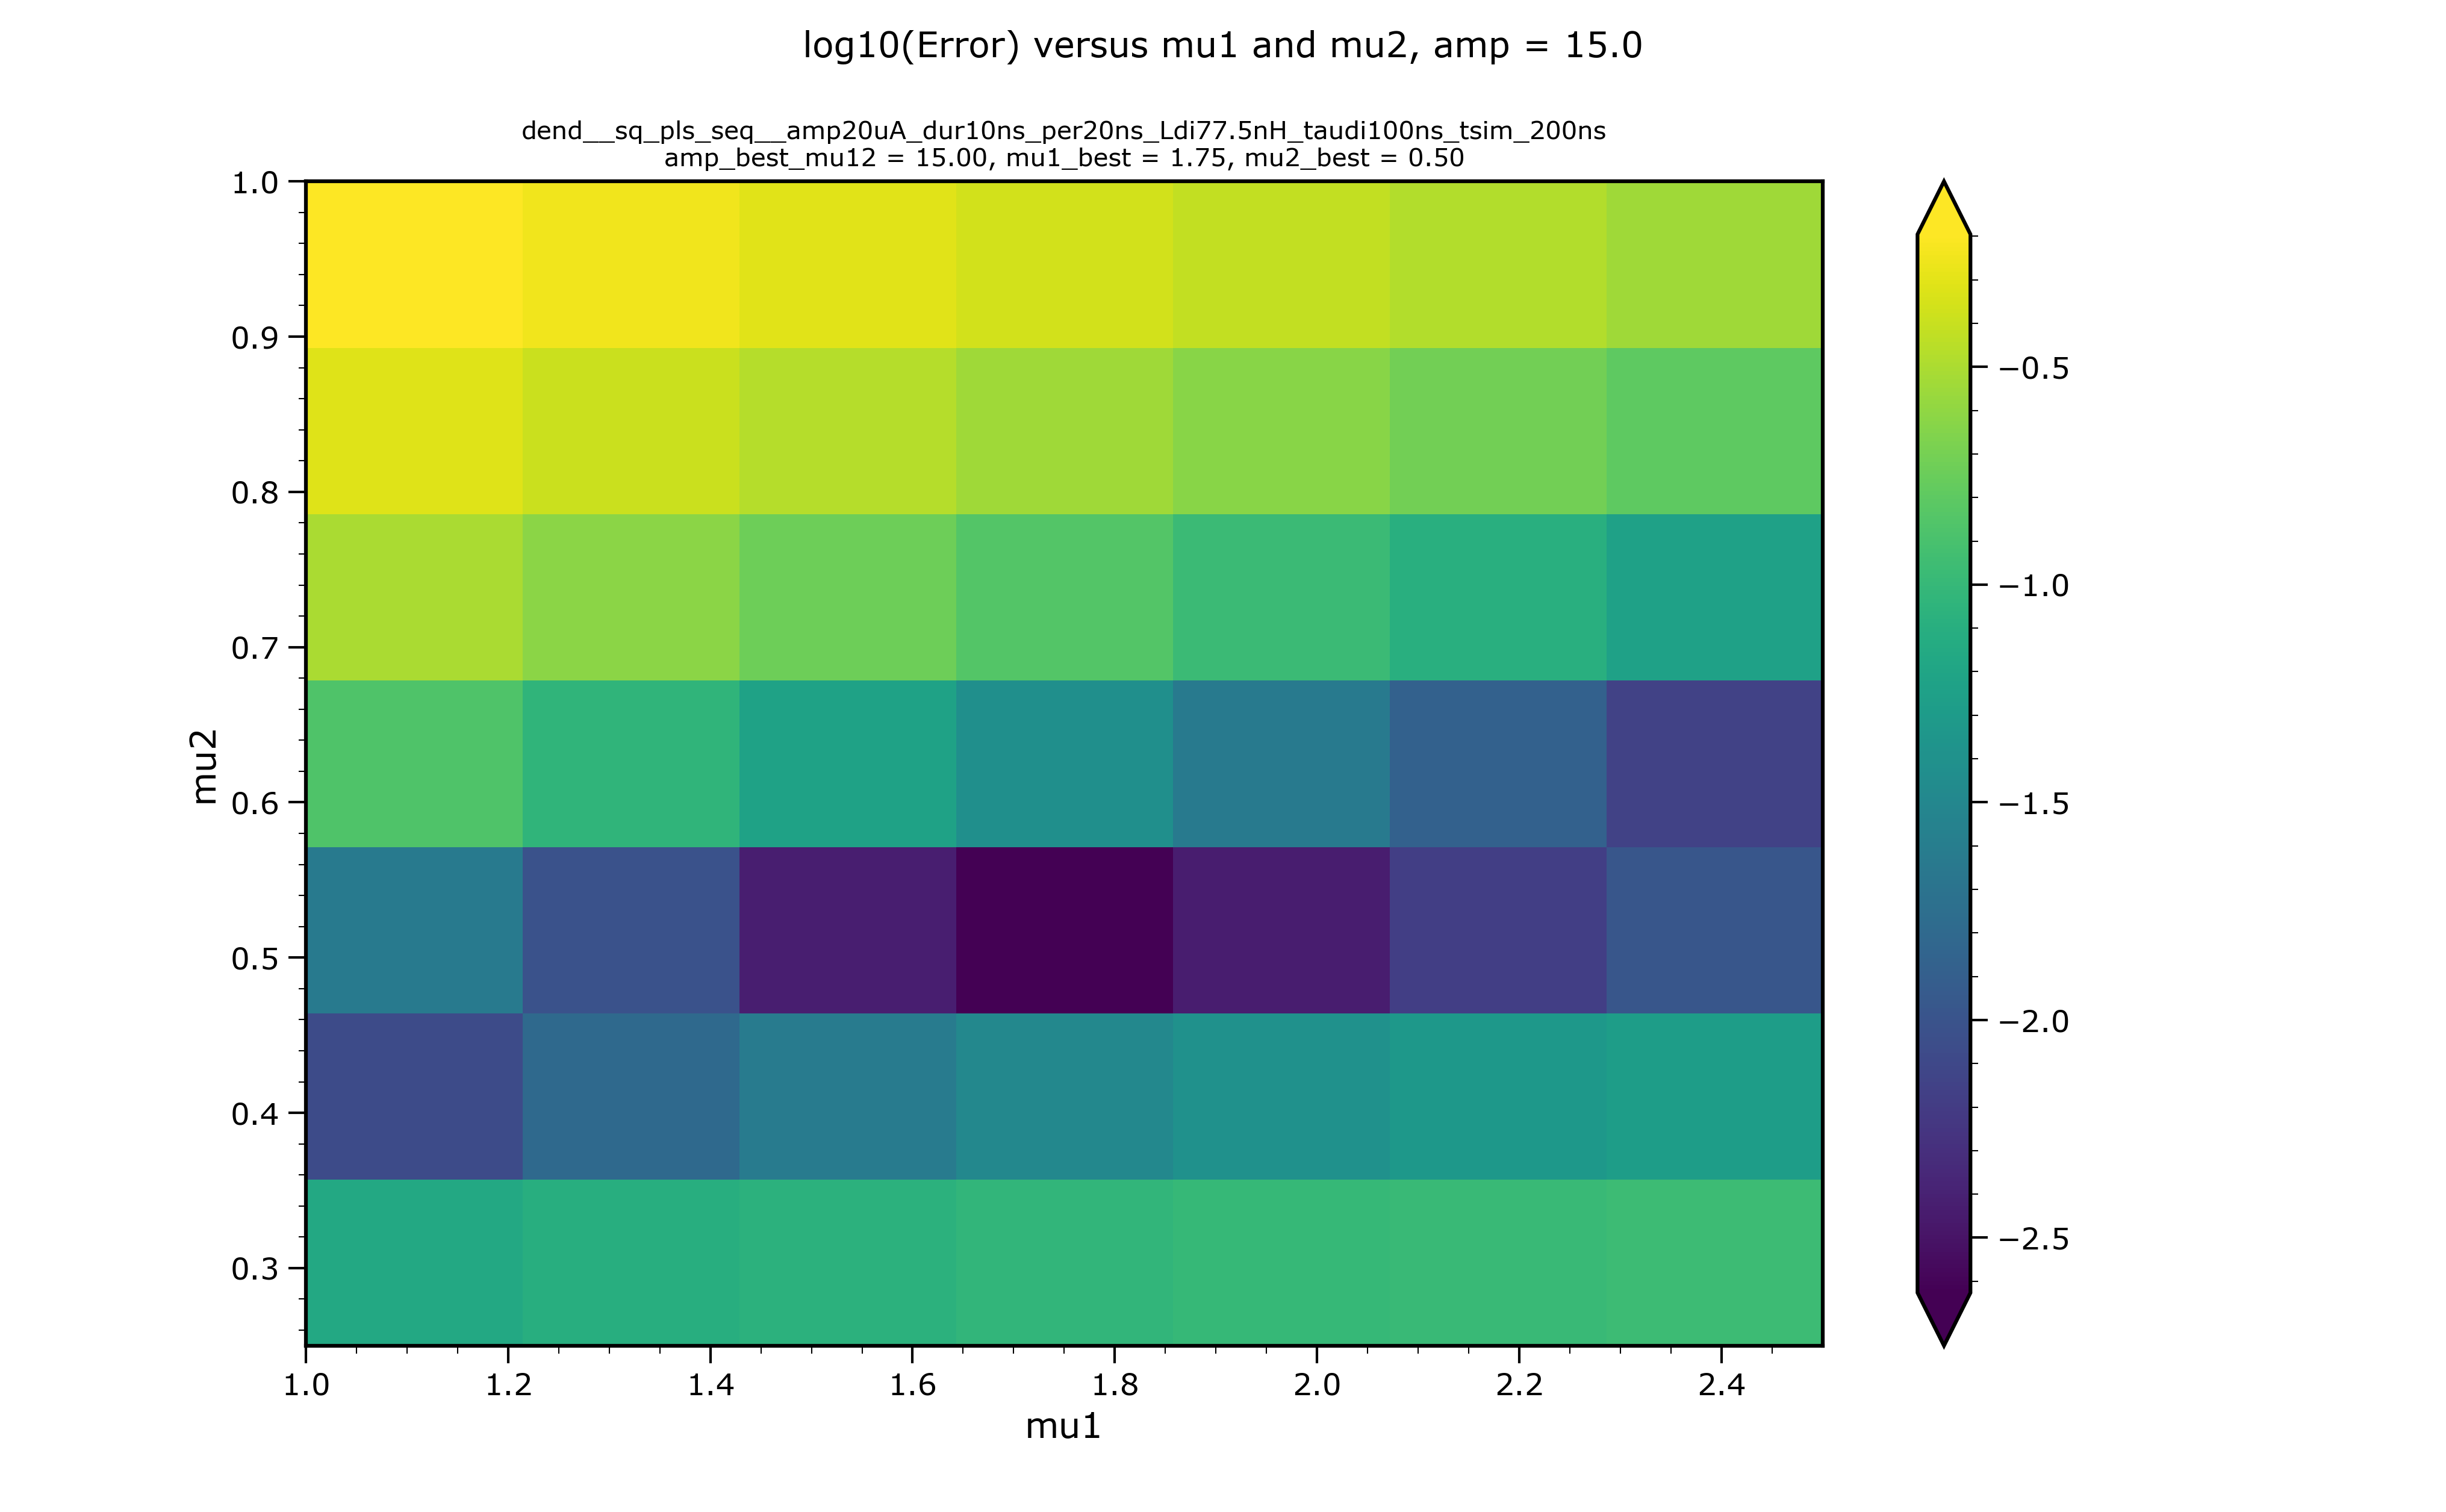 log10(Error) versus mu1 and mu2, amp = 15.0
dend__sq_pls_seq__amp20uA_dur10ns_per20ns_Ldi77.5nH_taudi100ns_tsim_200ns
amp_best_mu12 = 15.00, mu1_best = 1.75, mu2_best = 0.50
1.0
0.9
0.8
0.7
0.6
0.5
0.4
0.3
mu2
1.0 1.2 1.4 1.6 1.8 2.0 2.2 2.4
mu1
−0.5
−1.0
−1.5
−2.0
−2.5